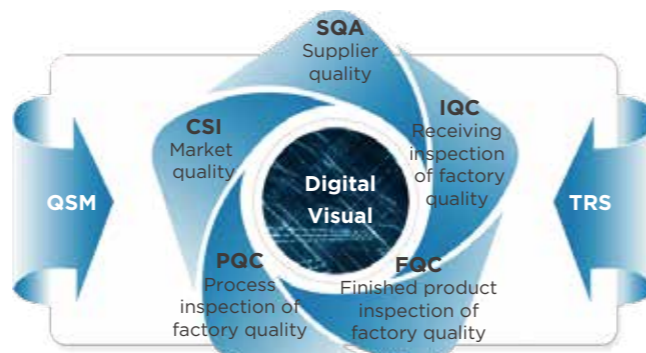 SQA
Supplier
quality
IQC
Receiving
inspection
of factory
quality
CSI
Market
quality
QSM
Digital
Visual
TRS
PQC
Process
inspection of
factory quality
FQC
Finished product
inspection of
factory quality